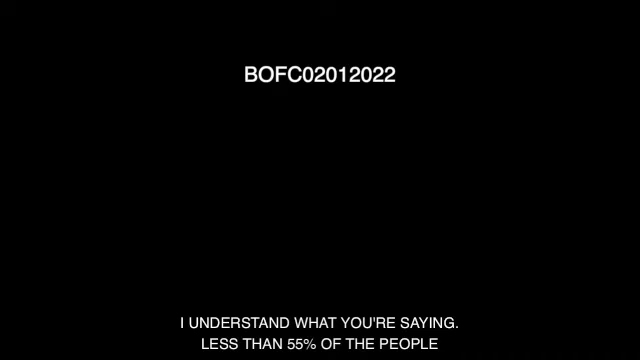 BOFC02012022
I UNDERSTAND WHAT YOU'RE SAYING.
LESS THAN 55% OF THE PEOPLE